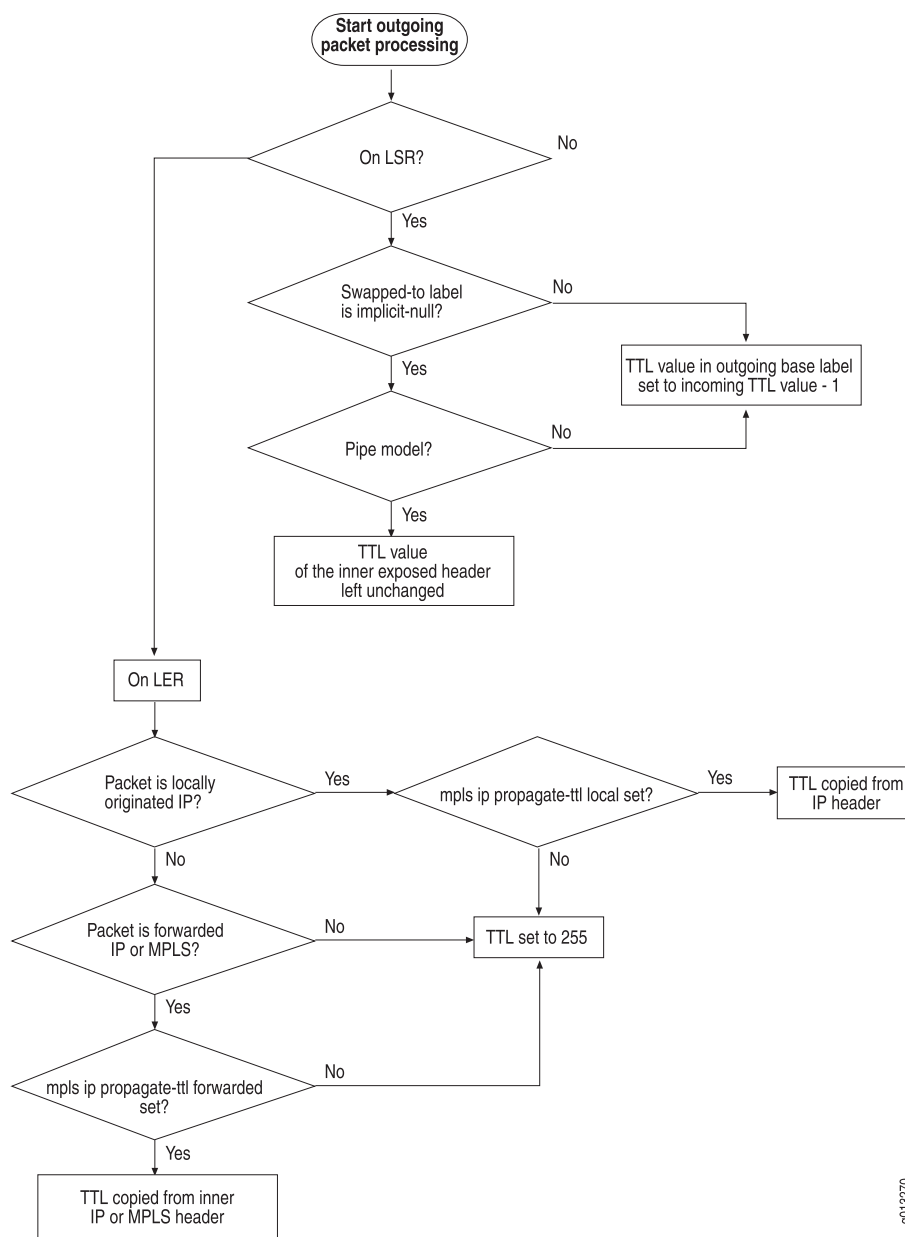 Start outgoing
packet processing
On LSR?
No
Yes
Swapped-to label
is implicit-null?
No
TTL value in outgoing base label
set to incoming TTL value - 1
Yes
Pipe model?
No
Yes
TTL value
of the inner exposed header
left unchanged
On LER
Packet is locally
originated IP?
Yes
mpls ip propagate-ttl local set?
Yes
TTL copied from
IP header
No
No
Packet is forwarded
IP or MPLS?
No
TTL set to 255
Yes
mpls ip propagate-ttl forwarded
set?
No
Yes
TTL copied from inner
IP or MPLS header
g013270